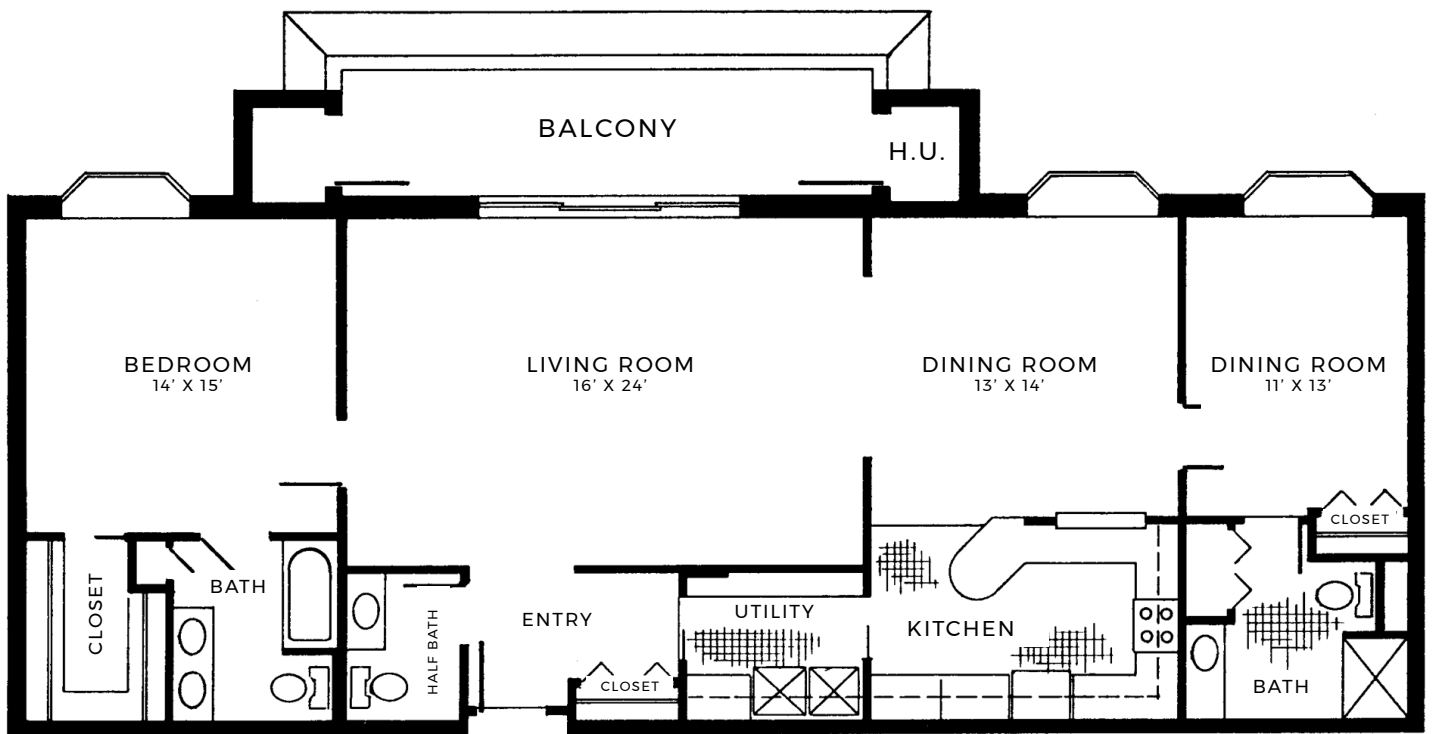 BALCONY
H.U.
BEDROOM
14’ X 15’
LIVING ROOM
16’ X 24’
DINING ROOM
13’ X 14’
DINING ROOM
11’ X 13’
CLOSET
BATH
CLOSET
HALF BATH
ENTRY
CLOSET
UTILITY
KITCHEN
BATH